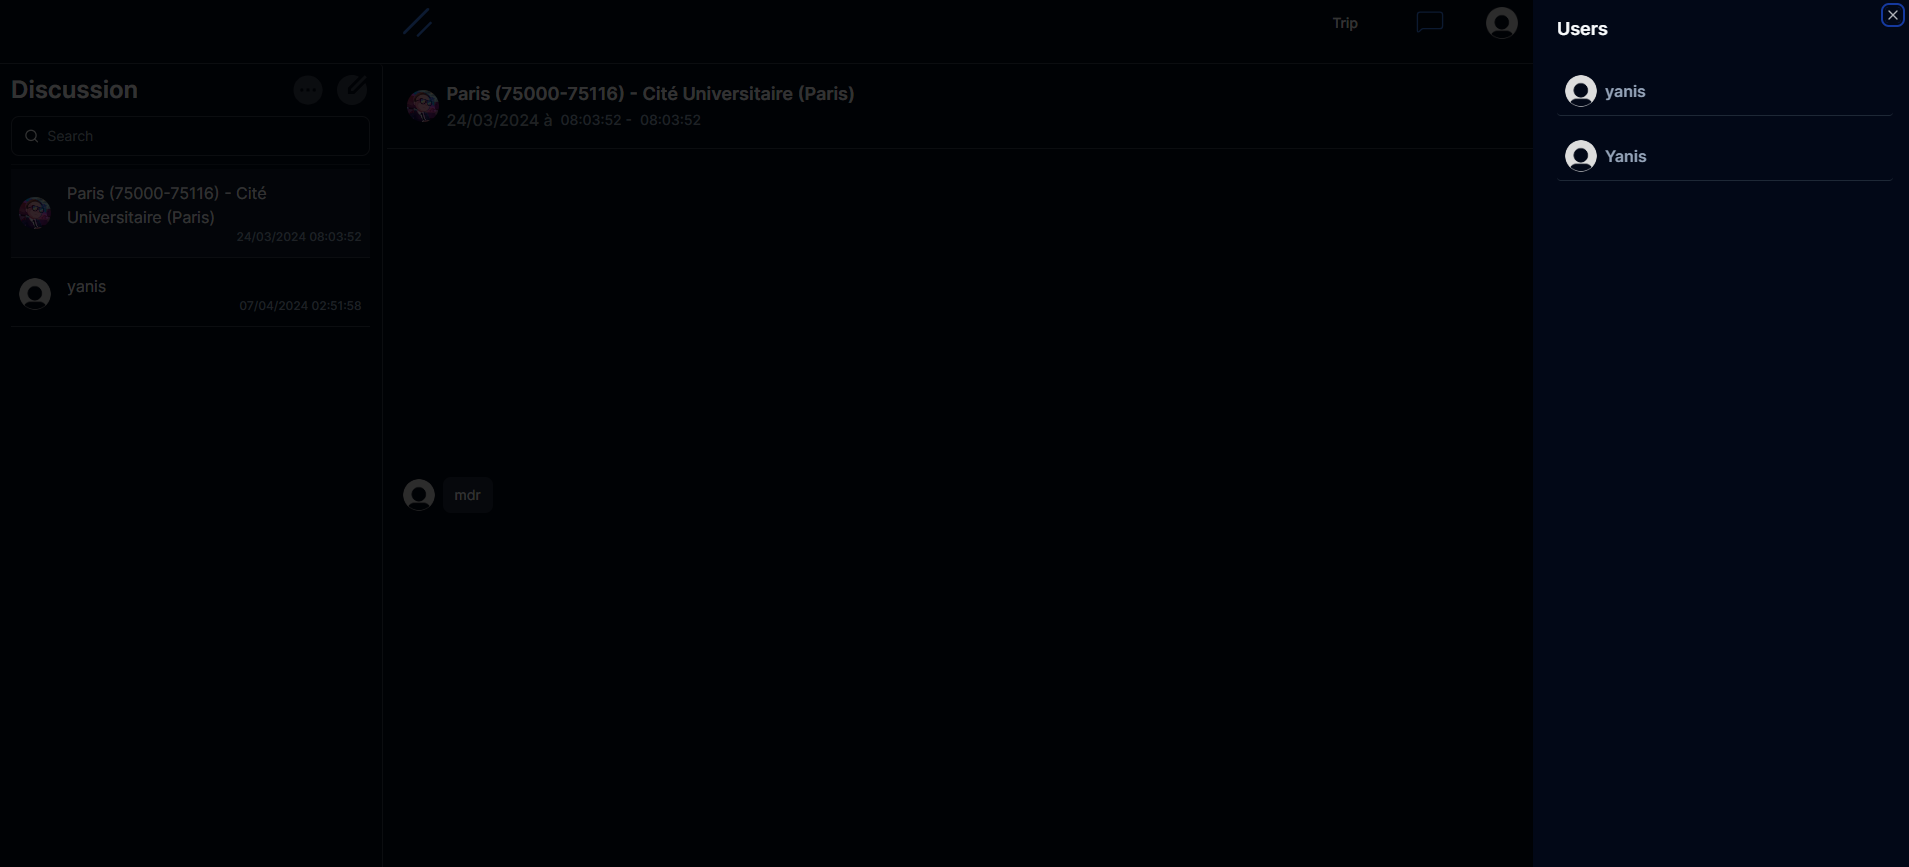 Trip
Discussion
Search
Paris (75000-75116) - Cité
Universitaire (Paris)
24/03/2024 08:03:52
yanis
07/04/2024 02:51:58
Paris (75000-75116) - Cité Universitaire (Paris)
24/03/2024 à 08:03:52 - 08:03:52
mdr
Users
yanis
Yanis